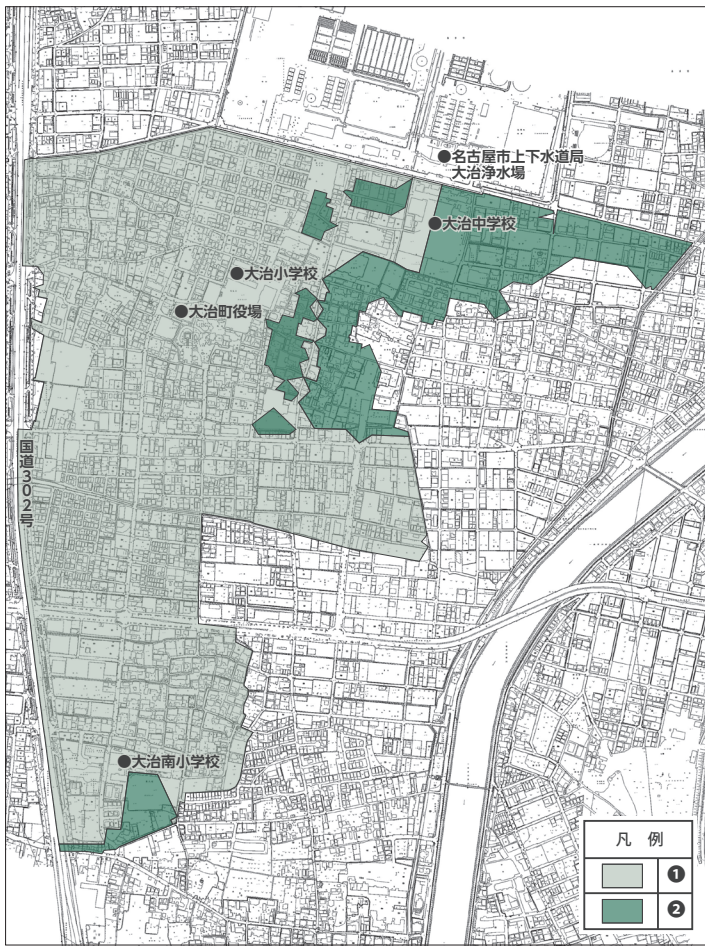 ●名古屋市上下水道局
大治浄水場
●大治中学校
●大治小学校
●大治町役場
国道302号
●大治南小学校
凡 例
❶
❷